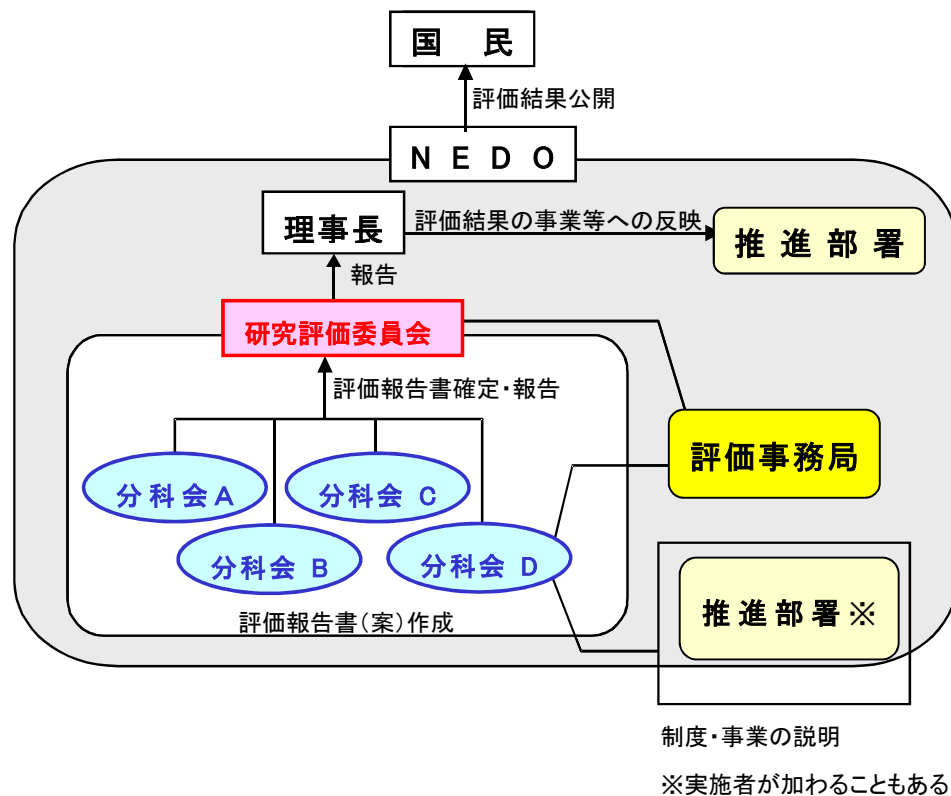 国 民
評価結果公開
N E D O
理事長
評価結果の事業等への反映
推 進 部 署
報告
研究評価委員会
評価報告書確定・報告
評価事務局
分科会A
分科会 C
分科会 B
分科会 D
推進部署※
評価報告書(案)作成
制度・事業の説明
※実施者が加わることもある